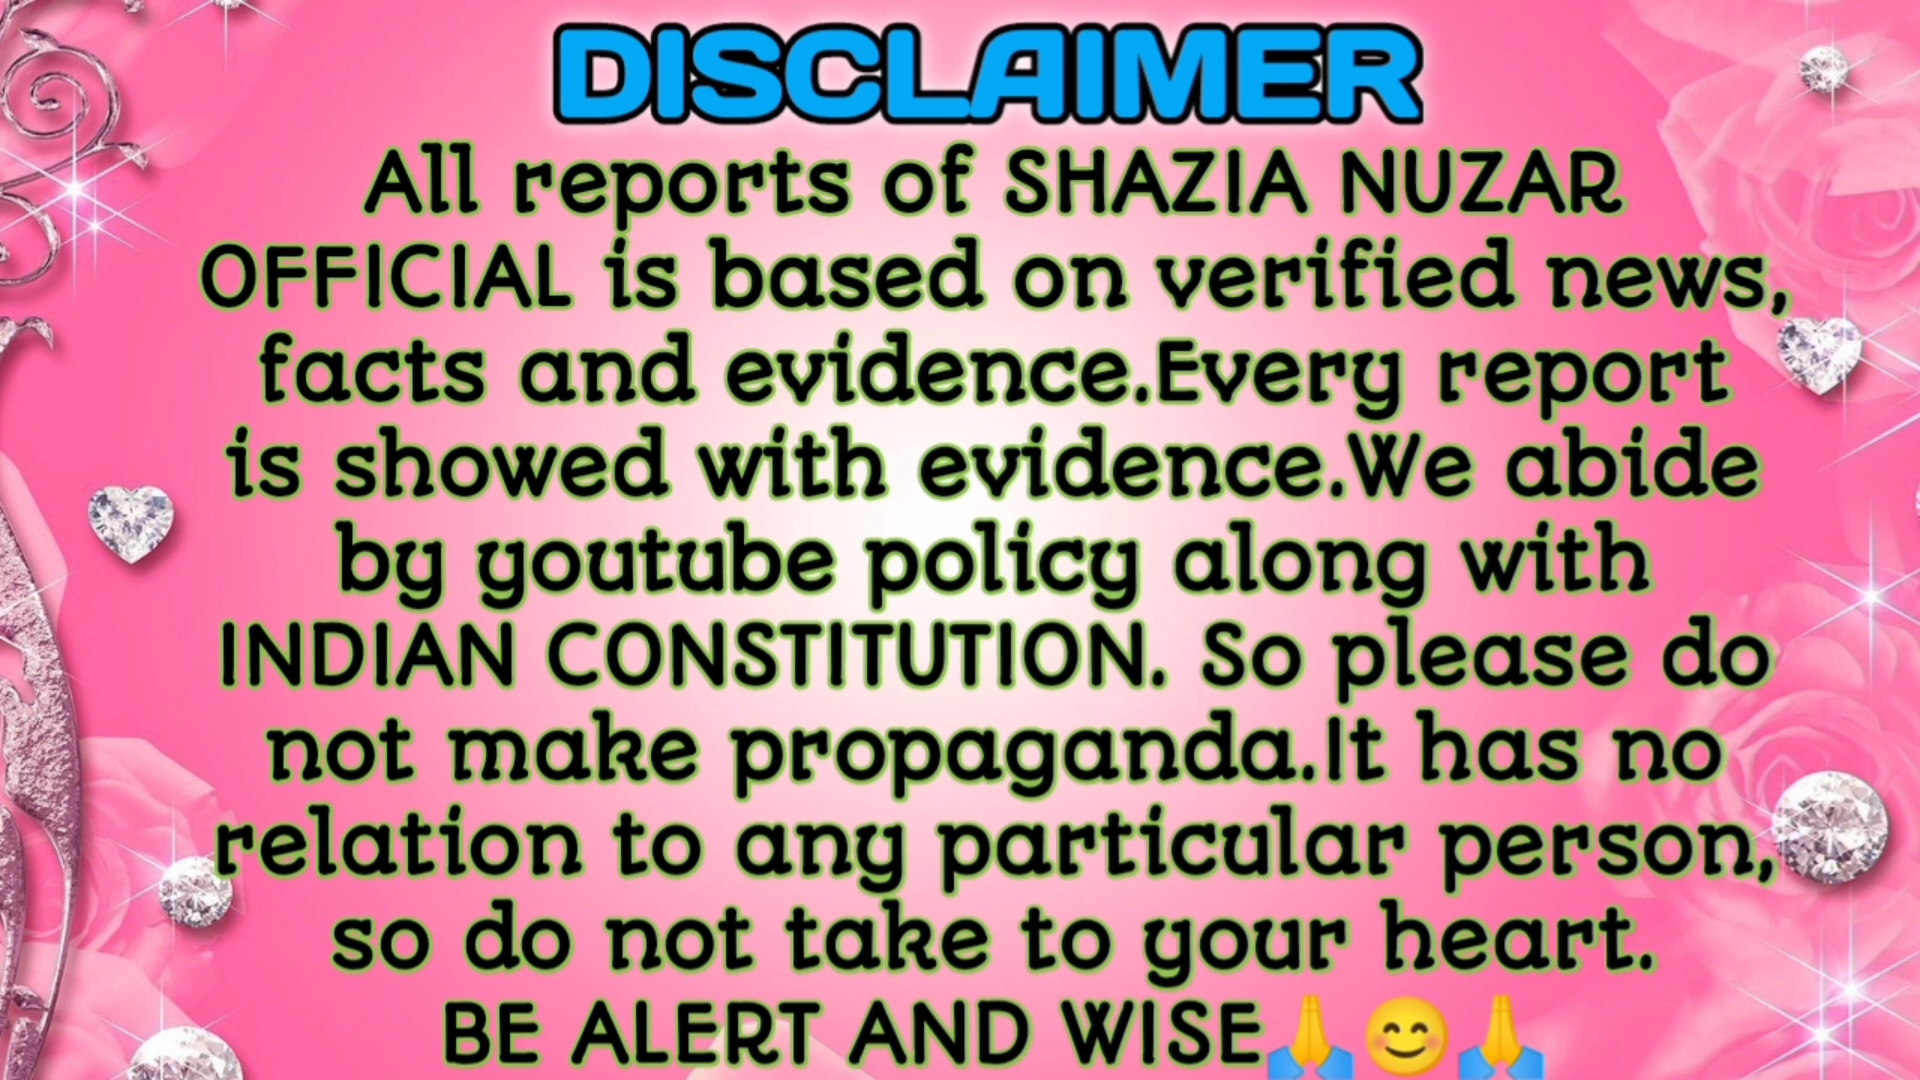 DISCLAIMER
All reports of SHAZIA NUZAR
OFFICIAL is based on verified news,
facts and evidence.Every report
is showed with evidence.We abide
by youtube policy along with
INDIAN CONSTITUTION. So please do
not make propaganda.It has no
relation to any particular person,
so do not take to your heart.
BE ALERT AND WISE🙏😊🙏